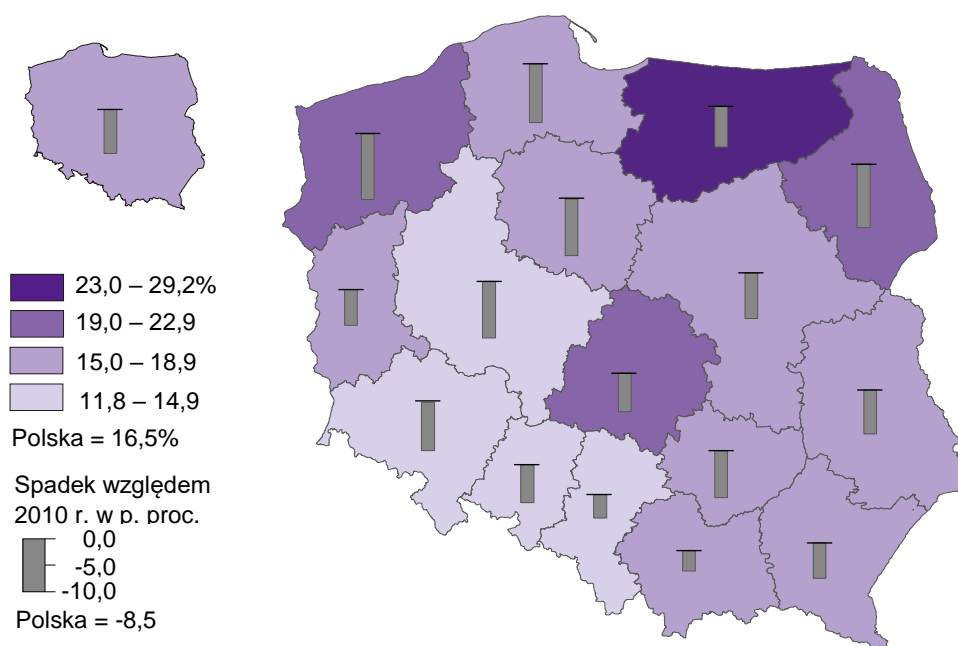 23,0 – 29,2%
19,0 – 22,9
15,0 – 18,9
11,8 – 14,9
Polska = 16,5%
Spadek względem
2010 r. w p. proc.
0,0
-5,0
-10,0
Polska = -8,5